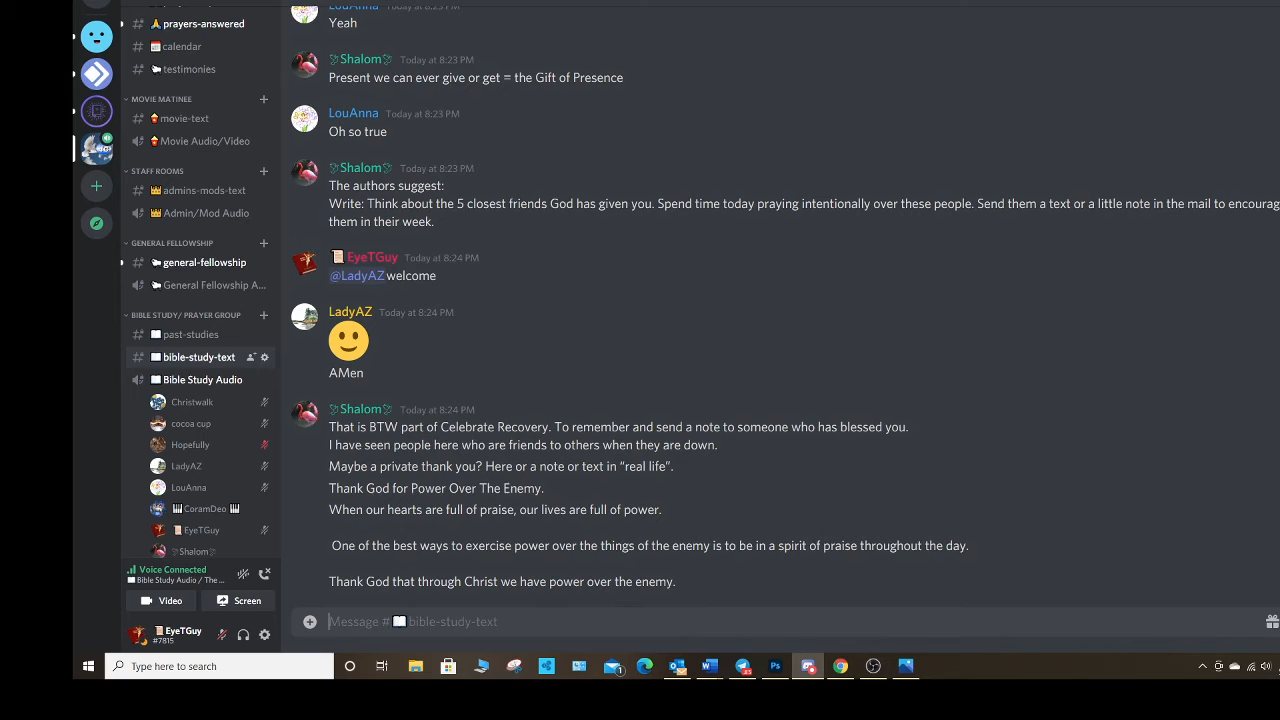 prayers-answered
calendar
testimonies
MOVIE MATINEE
movie-text
Movie Audio/Video
STAFF ROOMS
admins-mods-text
Admin/Mod Audio
GENERAL FELLOWSHIP
general-fellowship
General Fellowship A...
BIBLE STUDY/ PRAYER GROUP
past-studies
bible-study-text
Bible Study Audio
Christwalk
cocoa cup
Hopefully
LadyAZ
LouAnna
CoramDeo
EyeTGuy
Shalom
Voice Connected
Bible Study Audio / The ...
Video Screen
EyeTGuy
#7815
LouAnna Today at 8:23 PM
Yeah
Shalom Today at 8:23 PM
Present we can ever give or get = the Gift of Presence
LouAnna Today at 8:23 PM
Oh so true
Shalom Today at 8:23 PM
The authors suggest:
Write: Think about the 5 closest friends God has given you. Spend time today praying intentionally over these people. Send them a text or a little note in the mail to encourag
them in their week.
EyeTGuy Today at 8:24 PM
@LadyAZ welcome
LadyAZ Today at 8:24 PM
AMen
Shalom Today at 8:24 PM
That is BTW part of Celebrate Recovery. To remember and send a note to someone who has blessed you.
I have seen people here who are friends to others when they are down.
Maybe a private thank you? Here or a note or text in “real life”.
Thank God for Power Over The Enemy.
When our hearts are full of praise, our lives are full of power.
One of the best ways to exercise power over the things of the enemy is to be in a spirit of praise throughout the day.
Thank God that through Christ we have power over the enemy.
Message # bible-study-text
Type here to search